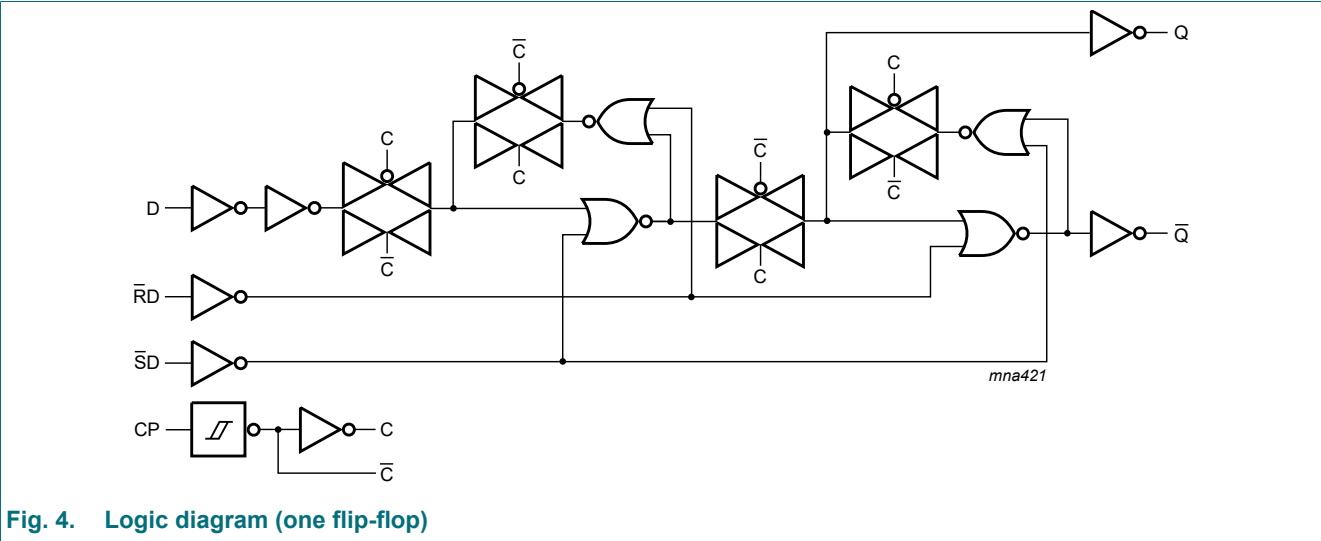 Q
C̅
C
C
C̅
C
C̅
D
C
Q̅
C̅
C
R̅D
S̅D
mna421
CP
C
C̅
Fig. 4. Logic diagram (one flip-flop)